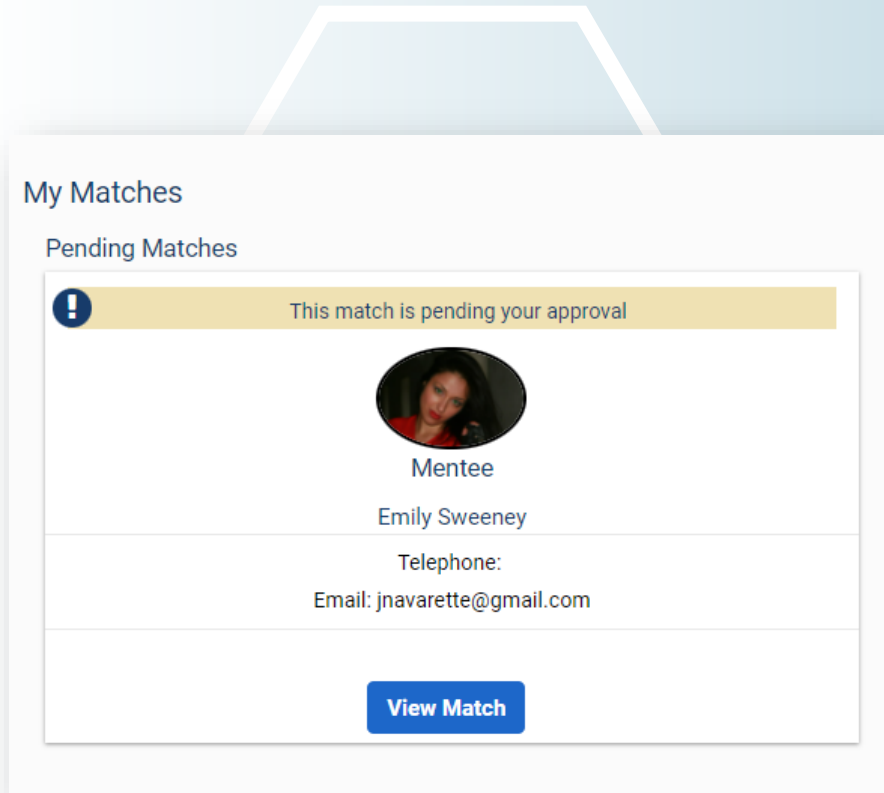 My Matches
Pending Matches
!
This match is pending your approval
Mentee
Emily Sweeney
Telephone:
Email: jnavarette@gmail.com
View Match